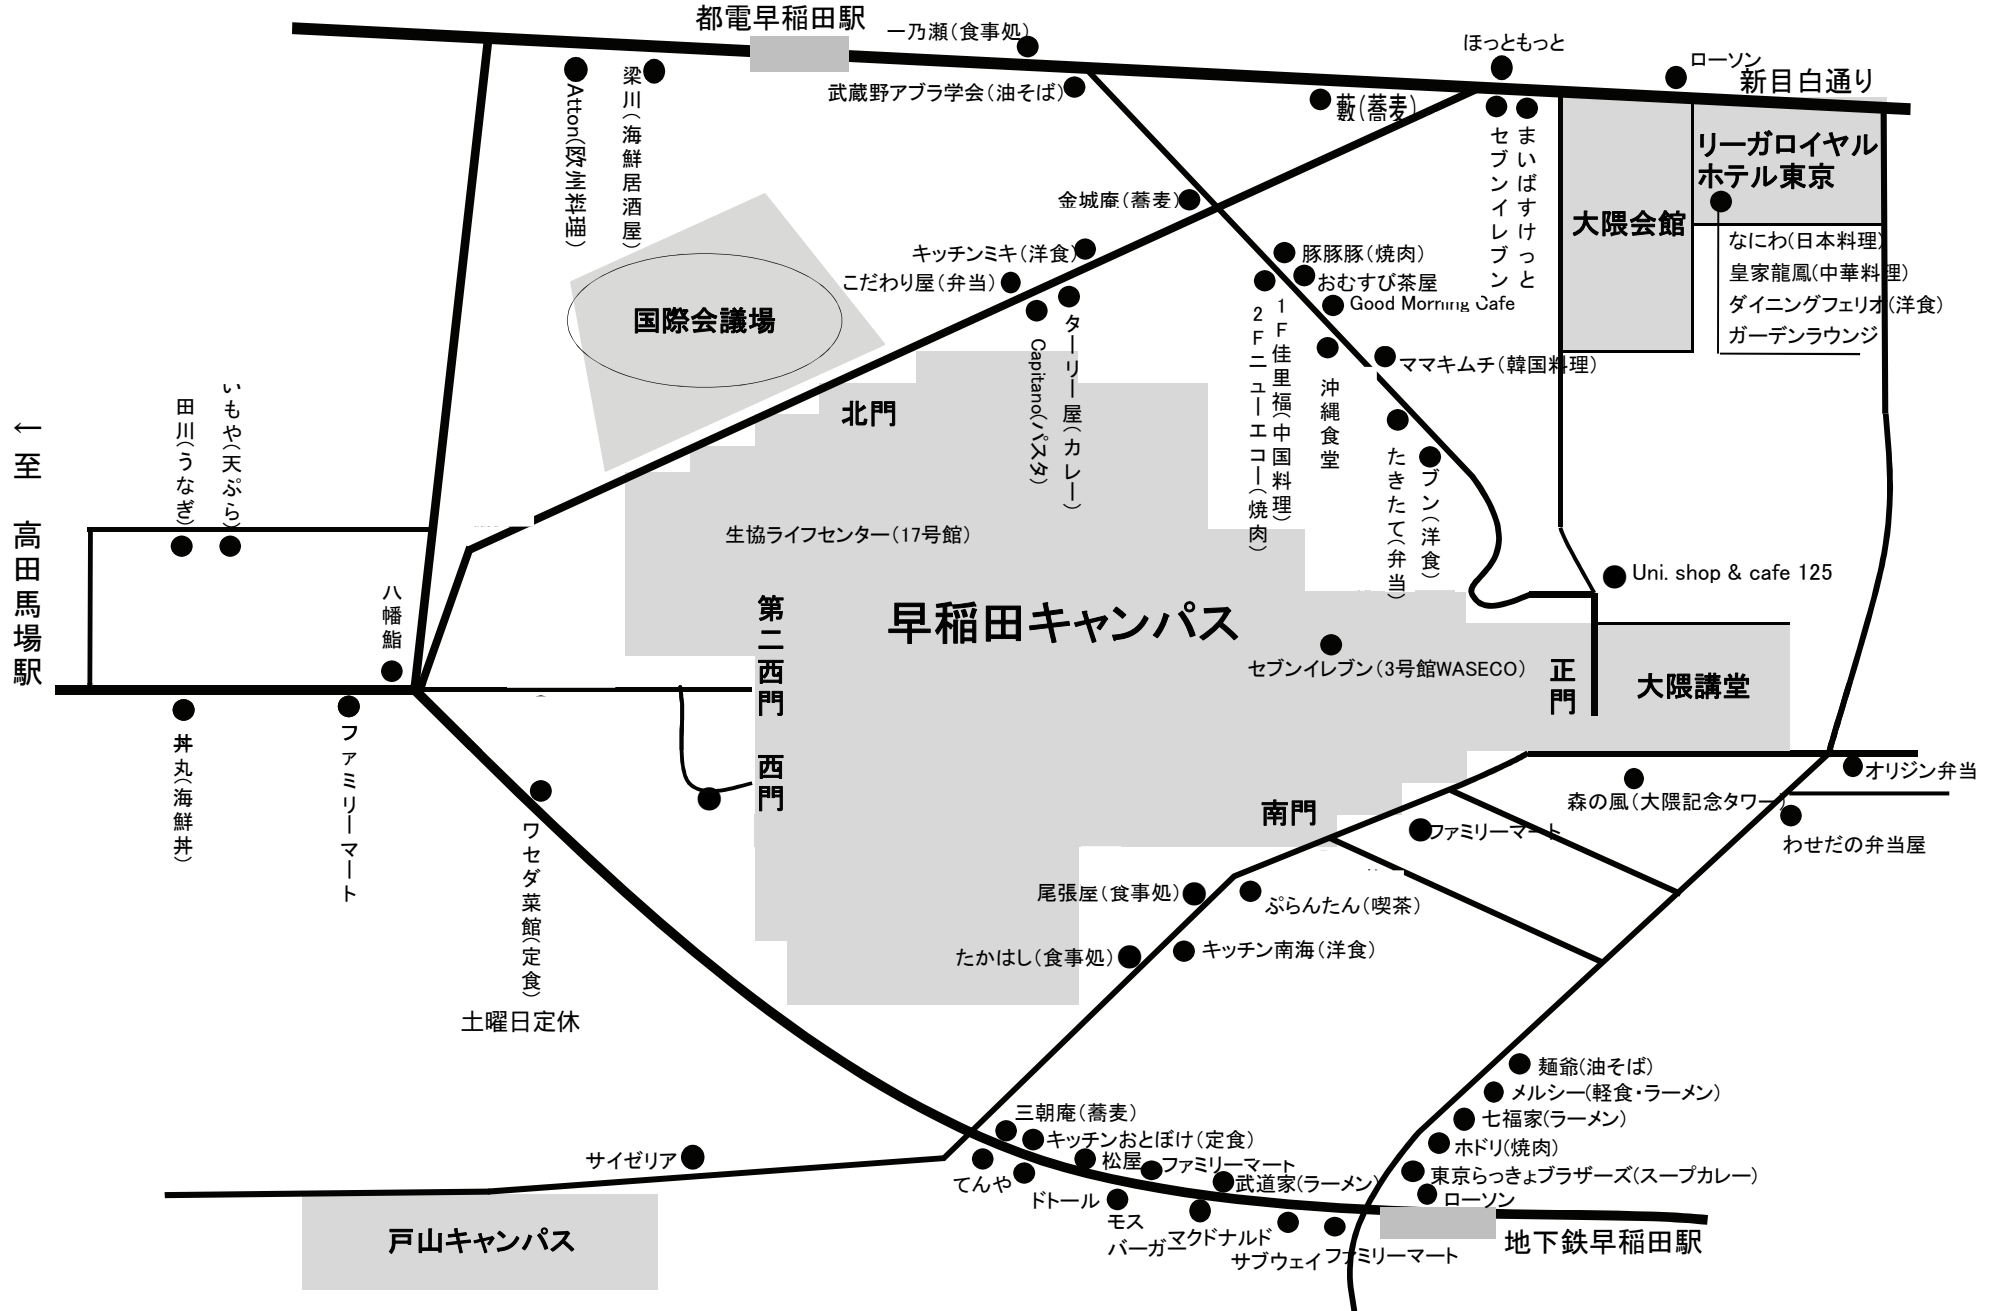 都電早稲田駅
一乃瀬(食事処)
ほっともっと
ローソン
新目白通り
Atton(欧州料理)
梁川(海鮮居酒屋)
武蔵野アブラ学会(油そば)
藪(蕎麦)
セブンイレブン
まいばすけっと
リーガロイヤル
ホテル東京
大隈会館
なにわ(日本料理)
皇家龍鳳(中華料理)
ダイニングフェリオ(洋食)
ガーデンラウンジ
金城庵(蕎麦)
キッチンミキ(洋食)
こだわり屋(弁当)
豚豚豚(焼肉)
おむすび茶屋
Good Morning Cafe
国際会議場
Capitano(パスタ)
ターリー屋(カレー)
1F佳里福(中国料理)
2Fニューエコー(焼肉)
沖縄食堂
ママキムチ(韓国料理)
たきたて(弁当)
ブン(洋食)
北門
田川(うなぎ)
いもや(天ぷら)
←至 高田馬場駅
生協ライフセンター(17号館)
八幡鮨
第二西門
早稲田キャンパス
Uni. shop & cafe 125
セブンイレブン(3号館WASECO)
正門
大隈講堂
丼丸(海鮮丼)
ファミリーマート
西門
南門
オリジン弁当
森の風(大隈記念タワー)
ファミリーマート
わせだの弁当屋
ワセダ菜館(定食)
土曜日定休
尾張屋(食事処)
ぷらんたん(喫茶)
たかはし(食事処)
キッチン南海(洋食)
麺爺(油そば)
メルシー(軽食・ラーメン)
七福家(ラーメン)
ホドリ(焼肉)
東京らっきょブラザーズ(スープカレー)
ローソン
三朝庵(蕎麦)
キッチンおとぼけ(定食)
松屋
ファミリーマート
武道家(ラーメン)
サイゼリア
てんや
ドトール
モス
バーガー
マクドナルド
サブウェイ
ファミリーマート
地下鉄早稲田駅
戸山キャンパス